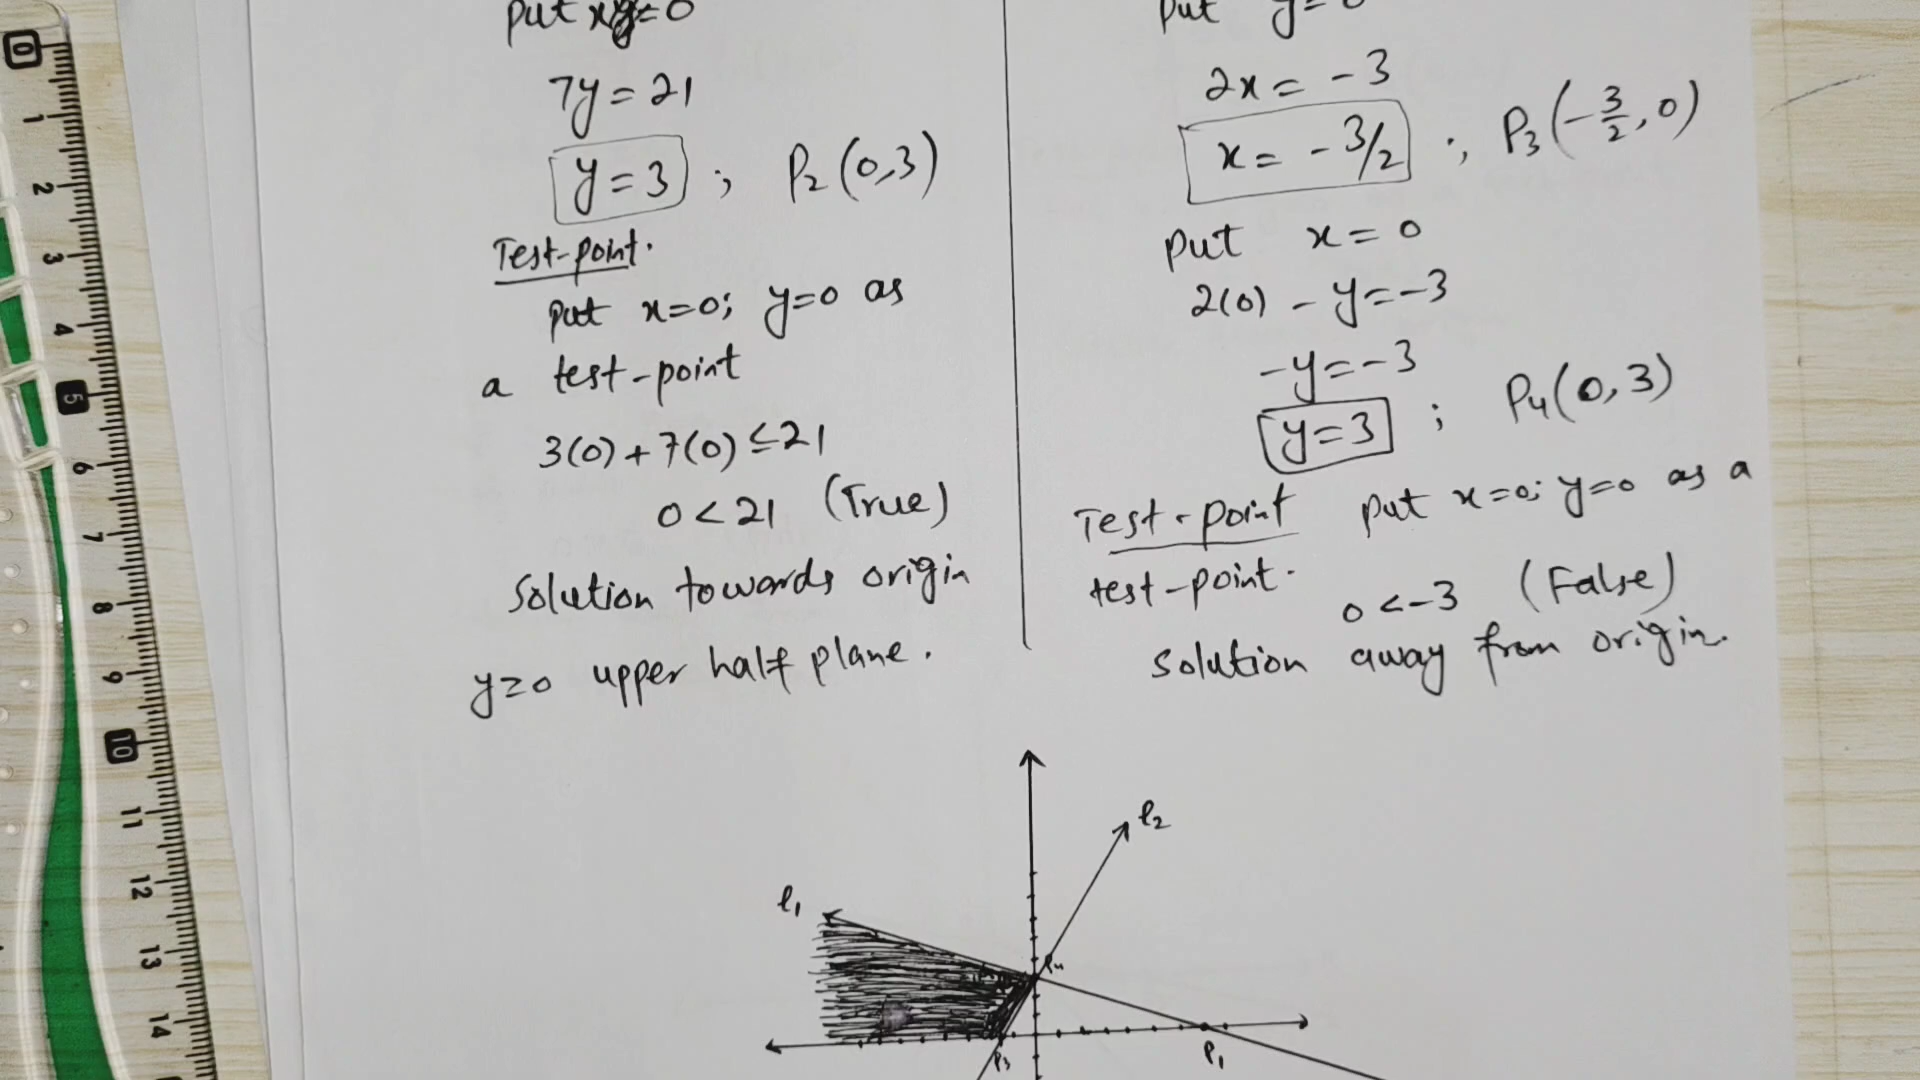 7y = 21
y = 3 ; P₂ (0,3)
Test-point.
put x=0; y=0 as
a test-point
3(0) + 7(0) ≤ 21
0 < 21 (True)
Solution towards origin
y≥0 upper half plane.
put y = 0
2x = - 3
x = - 3/2 ; P₃ (-3/2, 0)
put x = 0
2(0) - y = -3
-y = -3
y = 3 ; P₄ (0, 3)
Test-point put x=0; y=0 as a
test-point.
0 < -3 (False)
Solution away from origin.
l₂
l₁
P₄
P₃
P₁
0
1
2
3
4
5
6
7
8
9
10
11
12
13
14